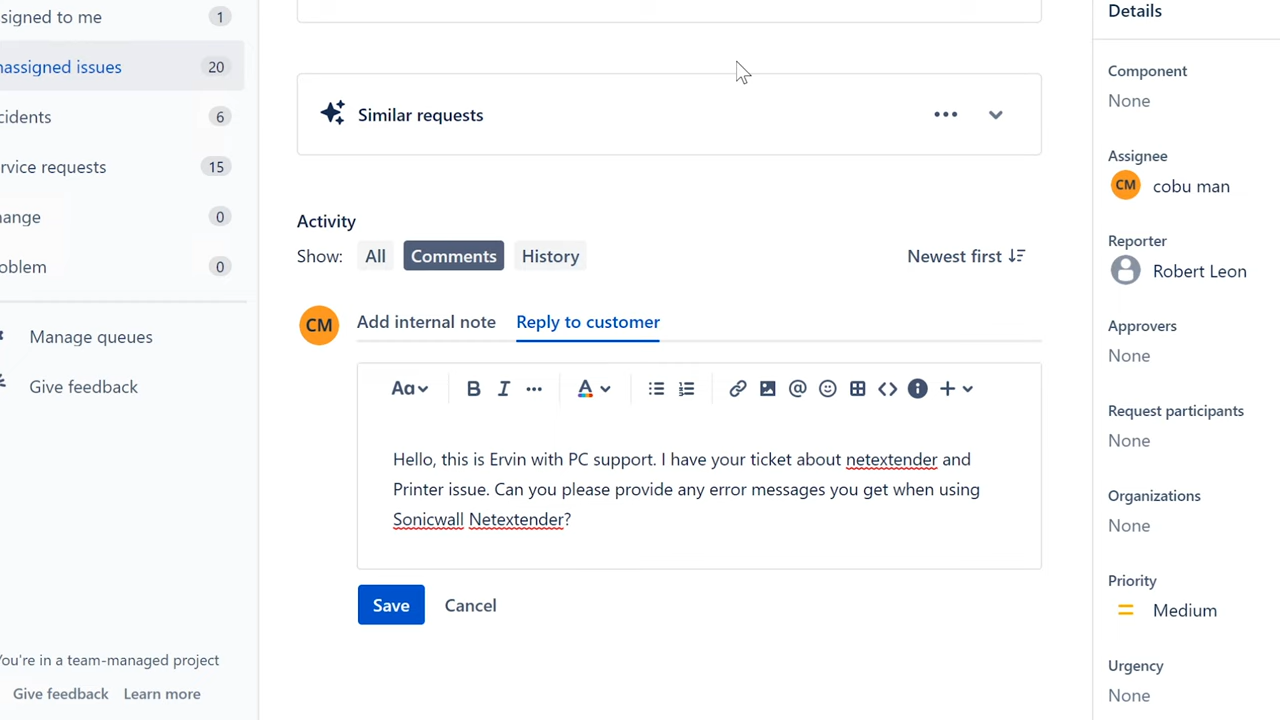 signed to me 1
nassigned issues 20
cidents 6
rvice requests 15
hange 0
oblem 0
Manage queues
Give feedback
You're in a team-managed project
Give feedback Learn more
Similar requests
Activity
Show: All Comments History Newest first
CM Add internal note Reply to customer
Aa B I A
Hello, this is Ervin with PC support. I have your ticket about netextender and
Printer issue. Can you please provide any error messages you get when using
Sonicwall Netextender?
Save Cancel
Details
Component
None
Assignee
CM cobu man
Reporter
Robert Leon
Approvers
None
Request participants
None
Organizations
None
Priority
Medium
Urgency
None